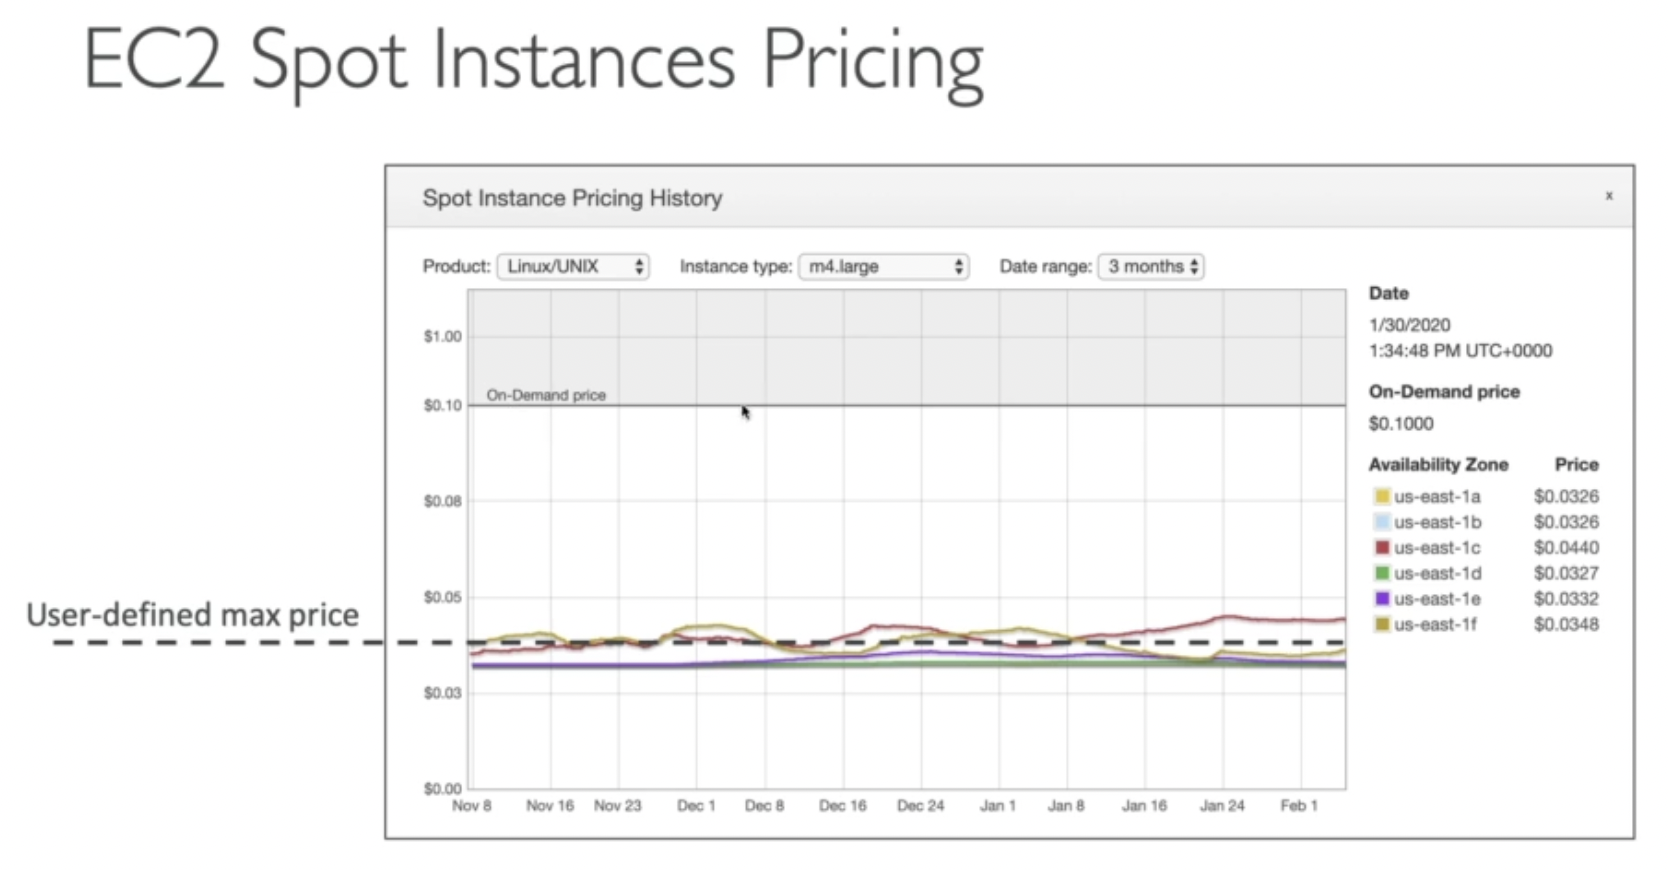 EC2 Spot Instances Pricing
Spot Instance Pricing History x
Product: Linux/UNIX Instance type: m4.large Date range: 3 months
Date
1/30/2020
1:34:48 PM UTC+0000
On-Demand price
$0.1000
Availability Zone Price
us-east-1a $0.0326
us-east-1b $0.0326
us-east-1c $0.0440
us-east-1d $0.0327
us-east-1e $0.0332
us-east-1f $0.0348
$1.00
On-Demand price
$0.10
$0.08
$0.05
User-defined max price
$0.03
$0.00
Nov 8 Nov 16 Nov 23 Dec 1 Dec 8 Dec 16 Dec 24 Jan 1 Jan 8 Jan 16 Jan 24 Feb 1